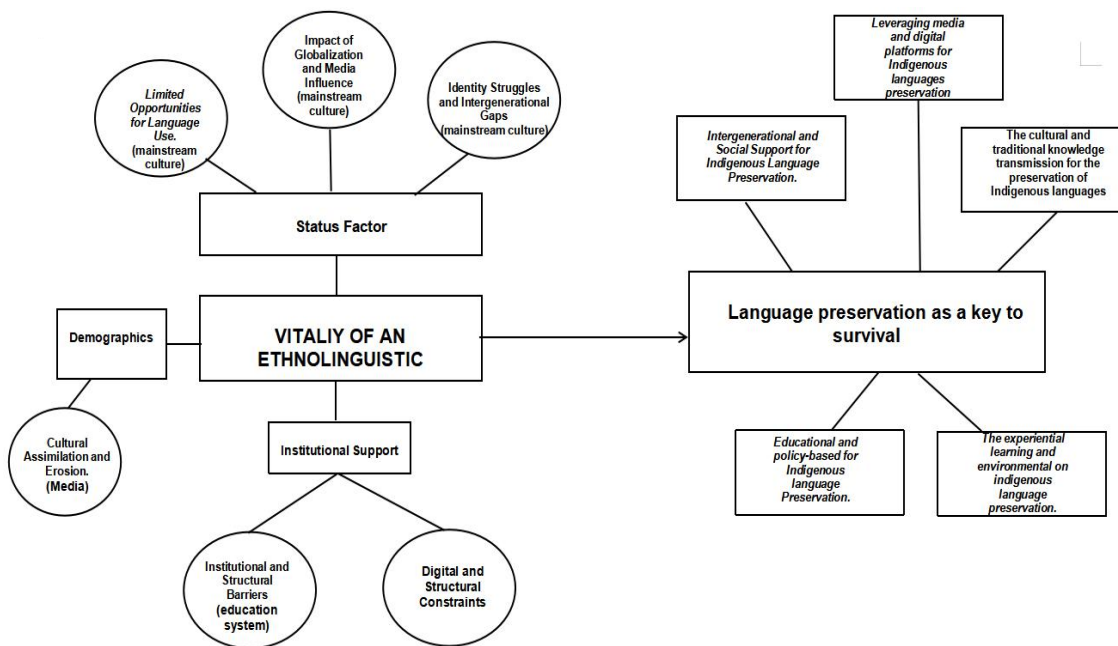 Limited
Opportunities
for Language
Use.
(mainstream
culture)
Impact of
Globalization
and Media
Influence
(mainstream
culture)
Identity Struggles
and Intergenerational
Gaps
(mainstream culture)
Status Factor
Demographics
VITALIY OF AN
ETHNOLINGUISTIC
Cultural
Assimilation and
Erosion.
(Media)
Institutional Support
Institutional and
Structural
Barriers
(education
system)
Digital and
Structural
Constraints
Leveraging media
and digital
platforms for
Indigenous
languages
preservation
Intergenerational and
Social Support for
Indigenous Language
Preservation.
The cultural and
traditional knowledge
transmission for the
preservation of
Indigenous languages
Language preservation as a key to
survival
Educational and
policy-based for
Indigenous
language
Preservation.
The experiential
learning and
environmental on
indigenous
language
preservation.